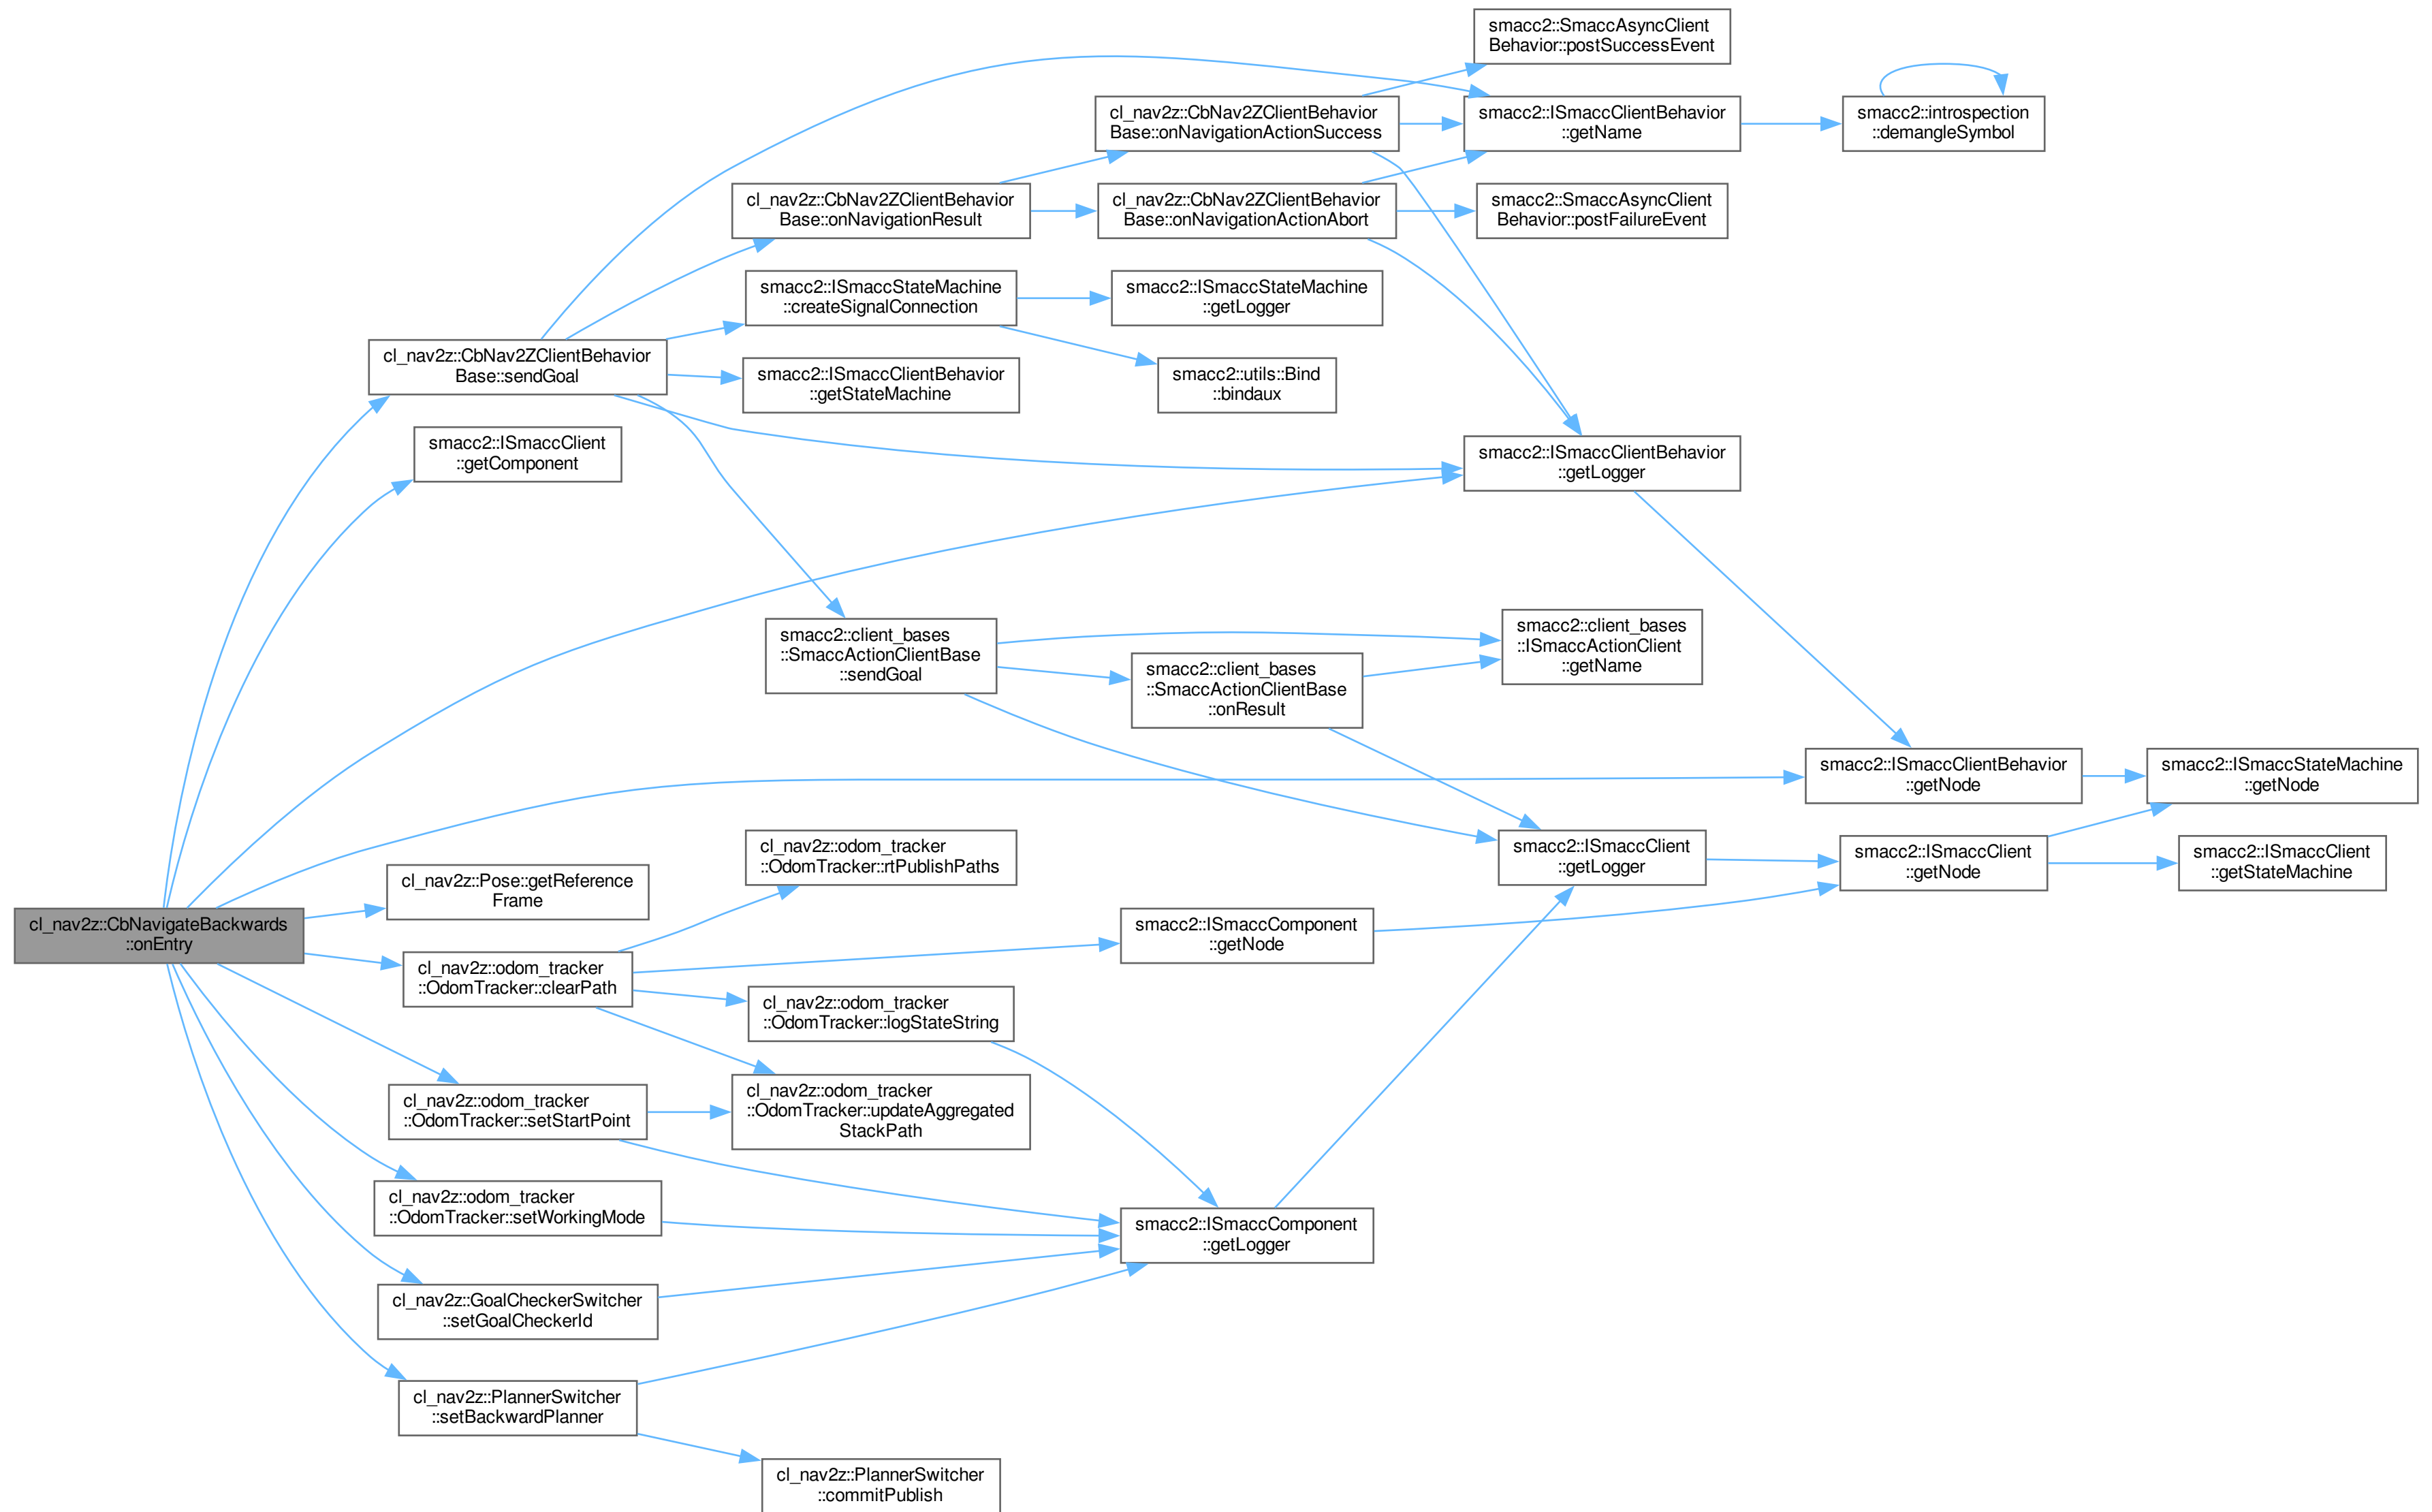 smacc2::SmaccAsyncClient
Behavior::postSuccessEvent
cl_nav2z::CbNav2ZClientBehavior
Base::onNavigationActionSuccess
smacc2::ISmaccClientBehavior
::getName
smacc2::introspection
::demangleSymbol
cl_nav2z::CbNav2ZClientBehavior
Base::onNavigationResult
cl_nav2z::CbNav2ZClientBehavior
Base::onNavigationActionAbort
smacc2::SmaccAsyncClient
Behavior::postFailureEvent
smacc2::ISmaccStateMachine
::createSignalConnection
smacc2::ISmaccStateMachine
::getLogger
cl_nav2z::CbNav2ZClientBehavior
Base::sendGoal
smacc2::ISmaccClientBehavior
::getStateMachine
smacc2::utils::Bind
::bindaux
smacc2::ISmaccClient
::getComponent
smacc2::ISmaccClientBehavior
::getLogger
smacc2::client_bases
::SmaccActionClientBase
::sendGoal
smacc2::client_bases
::ISmaccActionClient
::getName
smacc2::client_bases
::SmaccActionClientBase
::onResult
smacc2::ISmaccClientBehavior
::getNode
smacc2::ISmaccStateMachine
::getNode
cl_nav2z::odom_tracker
::OdomTracker::rtPublishPaths
smacc2::ISmaccClient
::getLogger
smacc2::ISmaccClient
::getNode
smacc2::ISmaccClient
::getStateMachine
cl_nav2z::Pose::getReference
Frame
cl_nav2z::CbNavigateBackwards
::onEntry
smacc2::ISmaccComponent
::getNode
cl_nav2z::odom_tracker
::OdomTracker::clearPath
cl_nav2z::odom_tracker
::OdomTracker::logStateString
cl_nav2z::odom_tracker
::OdomTracker::setStartPoint
cl_nav2z::odom_tracker
::OdomTracker::updateAggregated
StackPath
cl_nav2z::odom_tracker
::OdomTracker::setWorkingMode
smacc2::ISmaccComponent
::getLogger
cl_nav2z::GoalCheckerSwitcher
::setGoalCheckerId
cl_nav2z::PlannerSwitcher
::setBackwardPlanner
cl_nav2z::PlannerSwitcher
::commitPublish